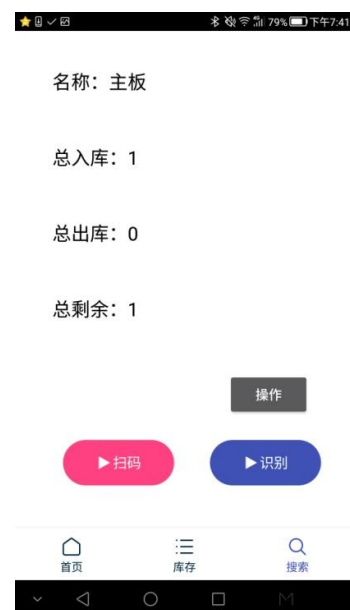 79% 下午7:41
名称：主板
总入库：1
总出库：0
总剩余：1
操作
扫码
识别
首页
库存
搜索